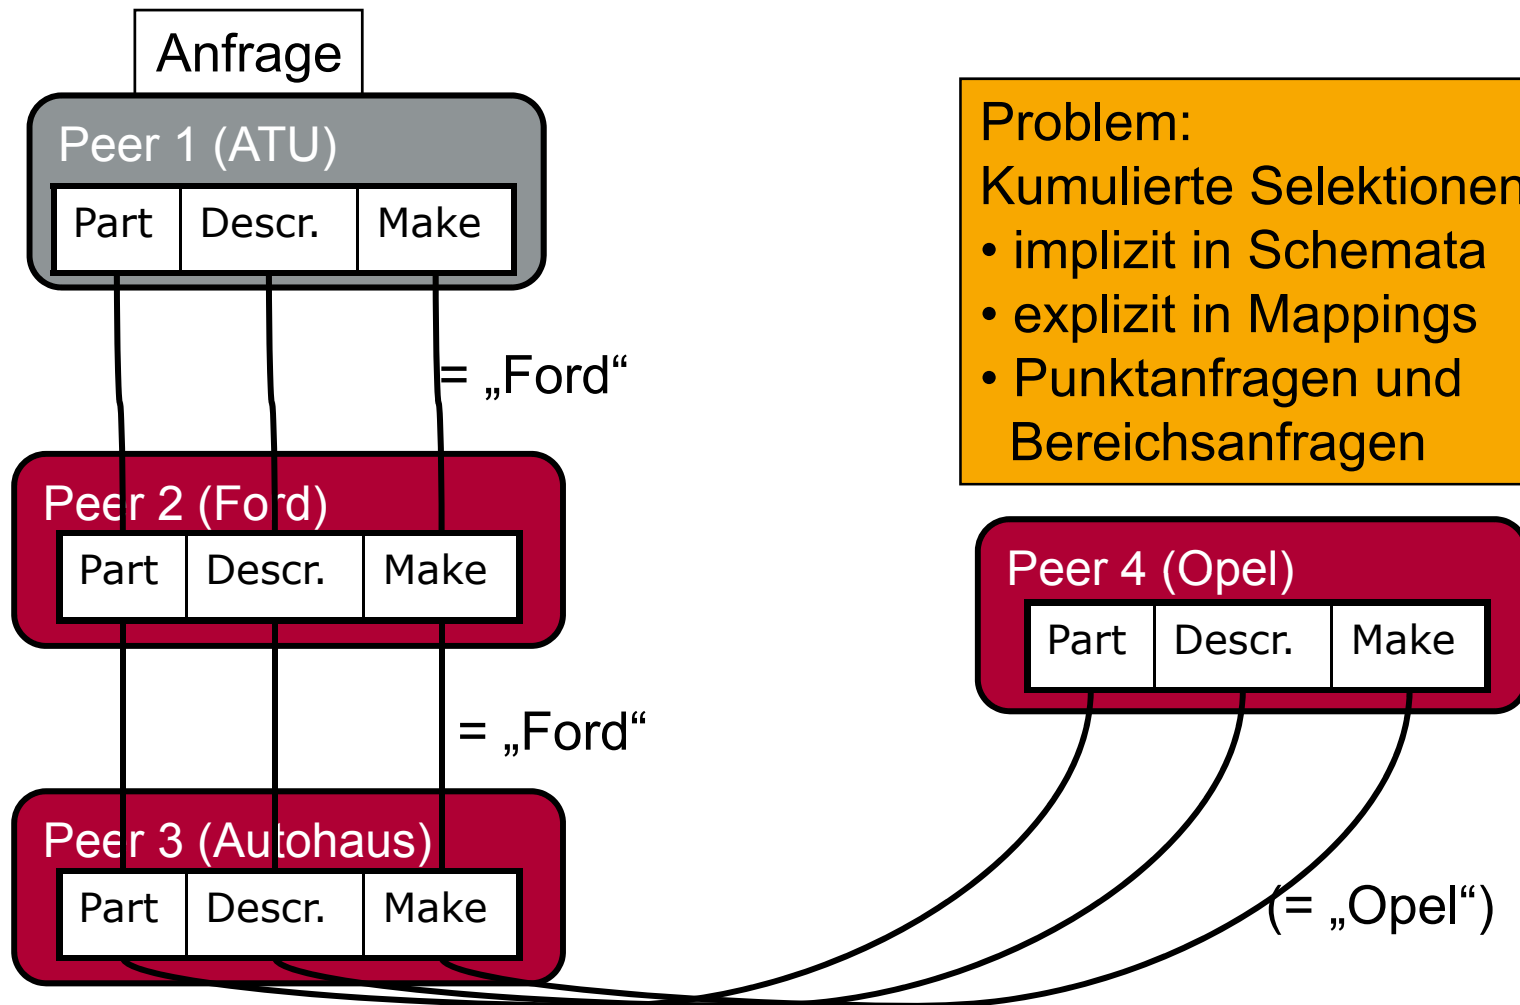 Anfrage
Peer 1 (ATU)
Part Descr. Make
= „Ford“
Peer 2 (Ford)
Part Descr. Make
= „Ford“
Peer 3 (Autohaus)
Part Descr. Make
Problem:
Kumulierte Selektionen
• implizit in Schemata
• explizit in Mappings
• Punktanfragen und
Bereichsanfragen
Peer 4 (Opel)
Part Descr. Make
(= „Opel“)